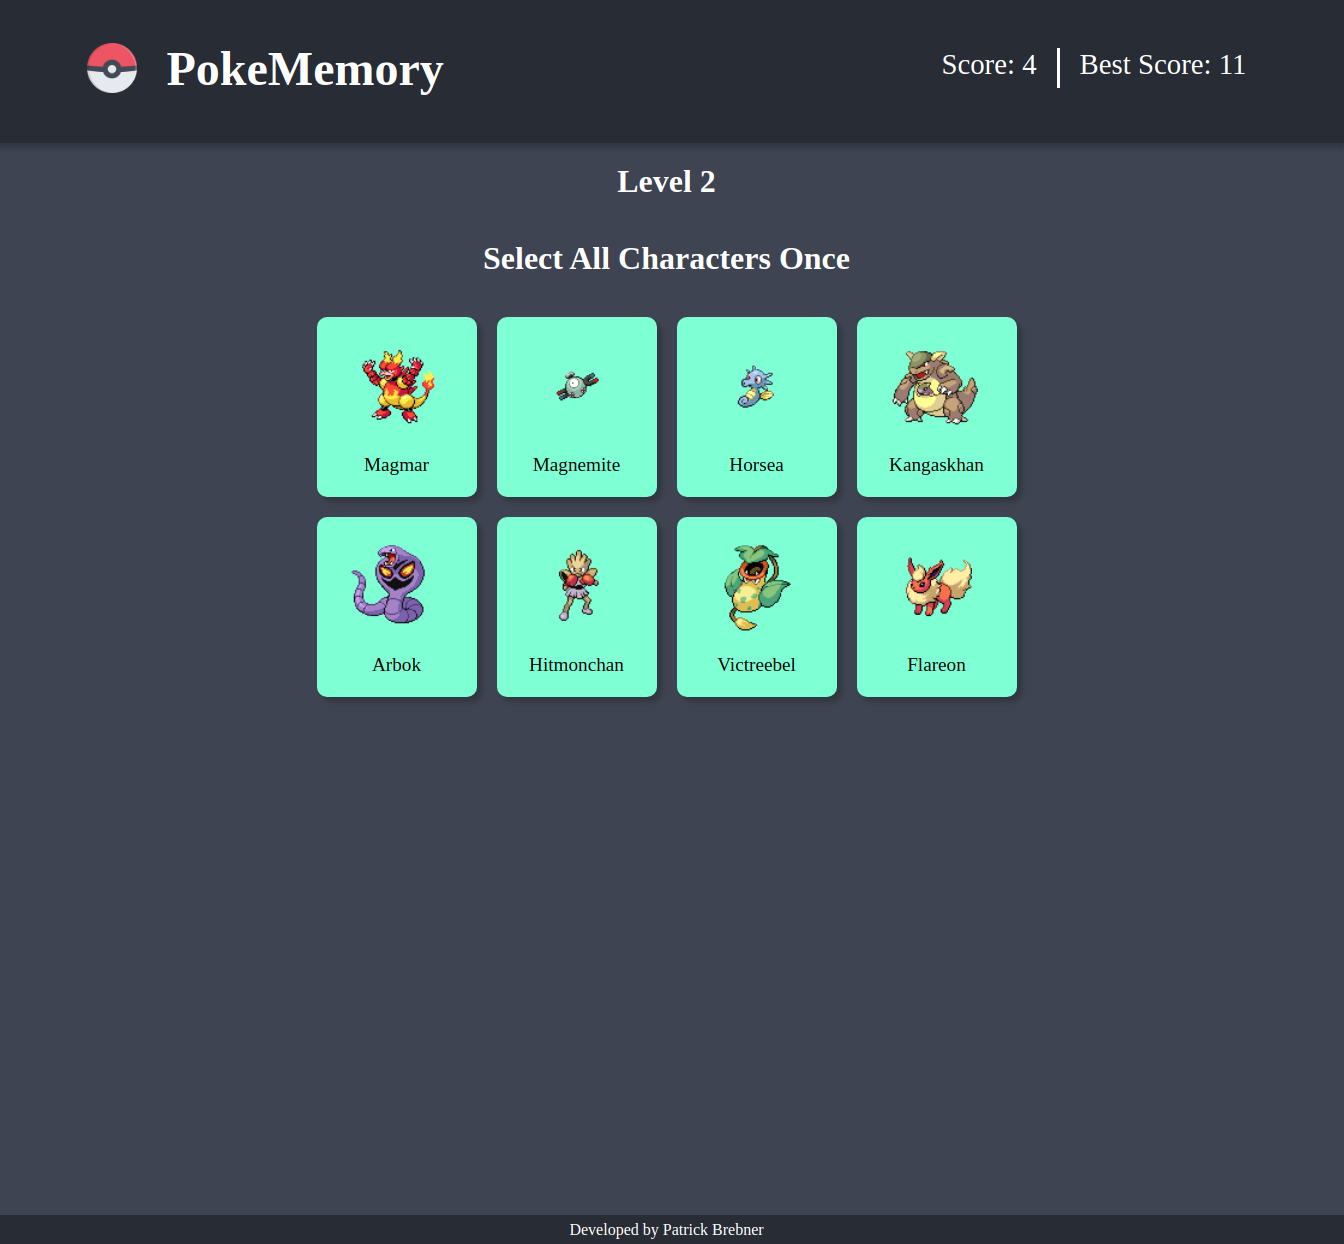 PokeMemory
Score: 4
Best Score: 11
Level 2
Select All Characters Once
Magmar
Magnemite
Horsea
Kangaskhan
Arbok
Hitmonchan
Victreebel
Flareon
Developed by Patrick Brebner